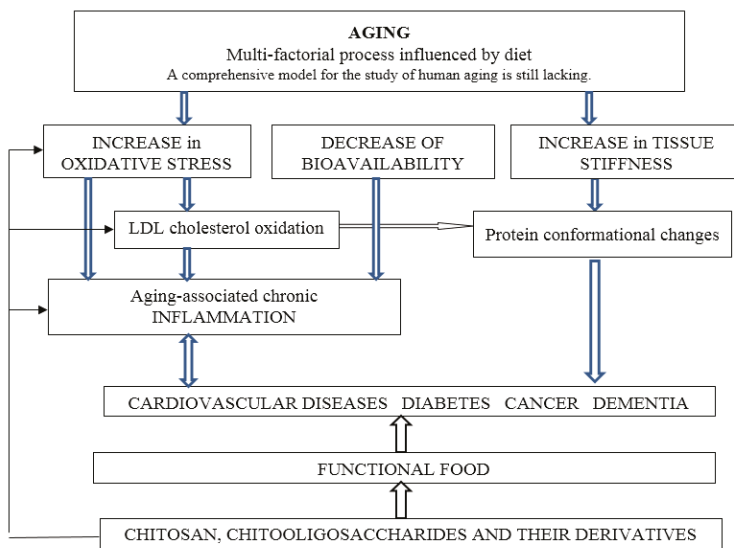 AGING
Multi-factorial process influenced by diet
A comprehensive model for the study of human aging is still lacking.
INCREASE in
OXIDATIVE STRESS
DECREASE OF
BIOAVAILABILITY
INCREASE in TISSUE
STIFFNESS
LDL cholesterol oxidation
Protein conformational changes
Aging-associated chronic
INFLAMMATION
CARDIOVASCULAR DISEASES DIABETES CANCER DEMENTIA
FUNCTIONAL FOOD
CHITOSAN, CHITOOLIGOSACCHARIDES AND THEIR DERIVATIVES